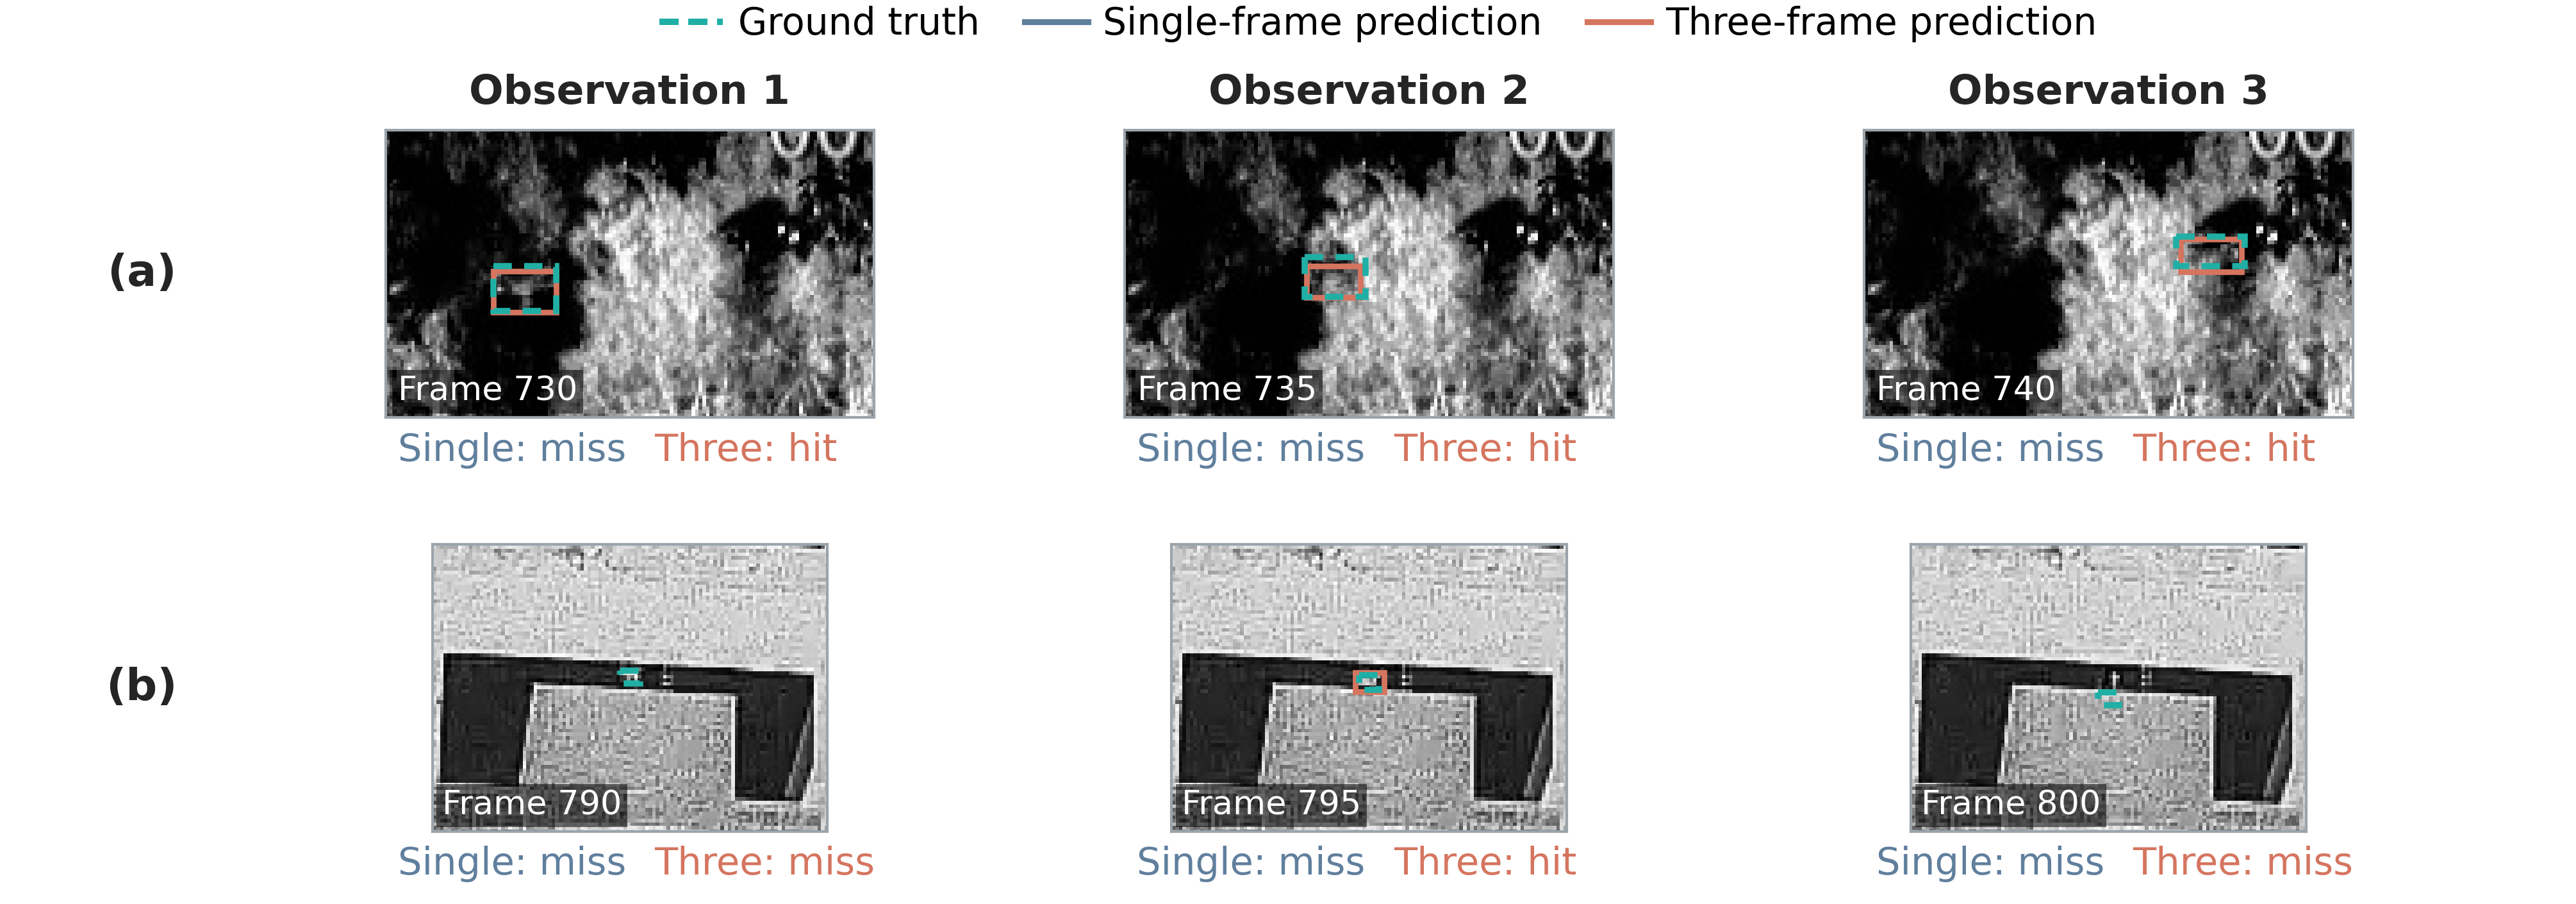 Ground truth Single-frame prediction Three-frame prediction
Observation 1 Observation 2 Observation 3
(a)
Frame 730 Frame 735 Frame 740
Single: miss Three: hit Single: miss Three: hit Single: miss Three: hit
(b)
Frame 790 Frame 795 Frame 800
Single: miss Three: miss Single: miss Three: hit Single: miss Three: miss